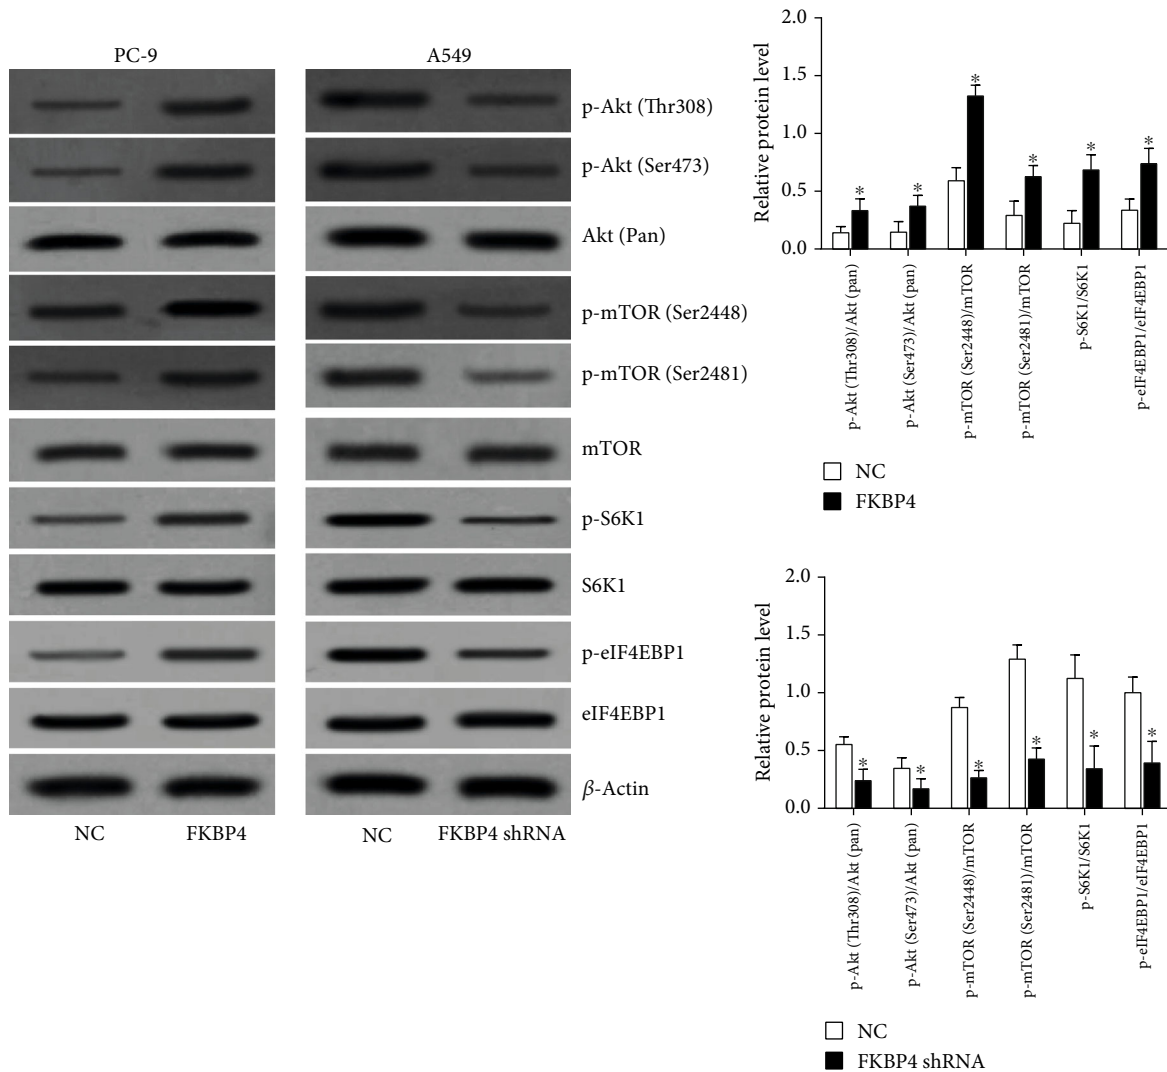 PC-9
A549
p-Akt (Thr308)
p-Akt (Ser473)
Akt (Pan)
p-mTOR (Ser2448)
p-mTOR (Ser2481)
mTOR
p-S6K1
S6K1
p-eIF4EBP1
eIF4EBP1
β-Actin
NC
FKBP4
NC
FKBP4 shRNA
Relative protein level
2.0
1.5
1.0
0.5
0.0
* * * * * *
p-Akt (Thr308)/Akt (pan)
p-Akt (Ser473)/Akt (pan)
p-mTOR (Ser2448)/mTOR
p-mTOR (Ser2481)/mTOR
p-S6K1/S6K1
p-eIF4EBP1/eIF4EBP1
NC
FKBP4
Relative protein level
2.0
1.5
1.0
0.5
0.0
* * * * * *
p-Akt (Thr308)/Akt (pan)
p-Akt (Ser473)/Akt (pan)
p-mTOR (Ser2448)/mTOR
p-mTOR (Ser2481)/mTOR
p-S6K1/S6K1
p-eIF4EBP1/eIF4EBP1
NC
FKBP4 shRNA